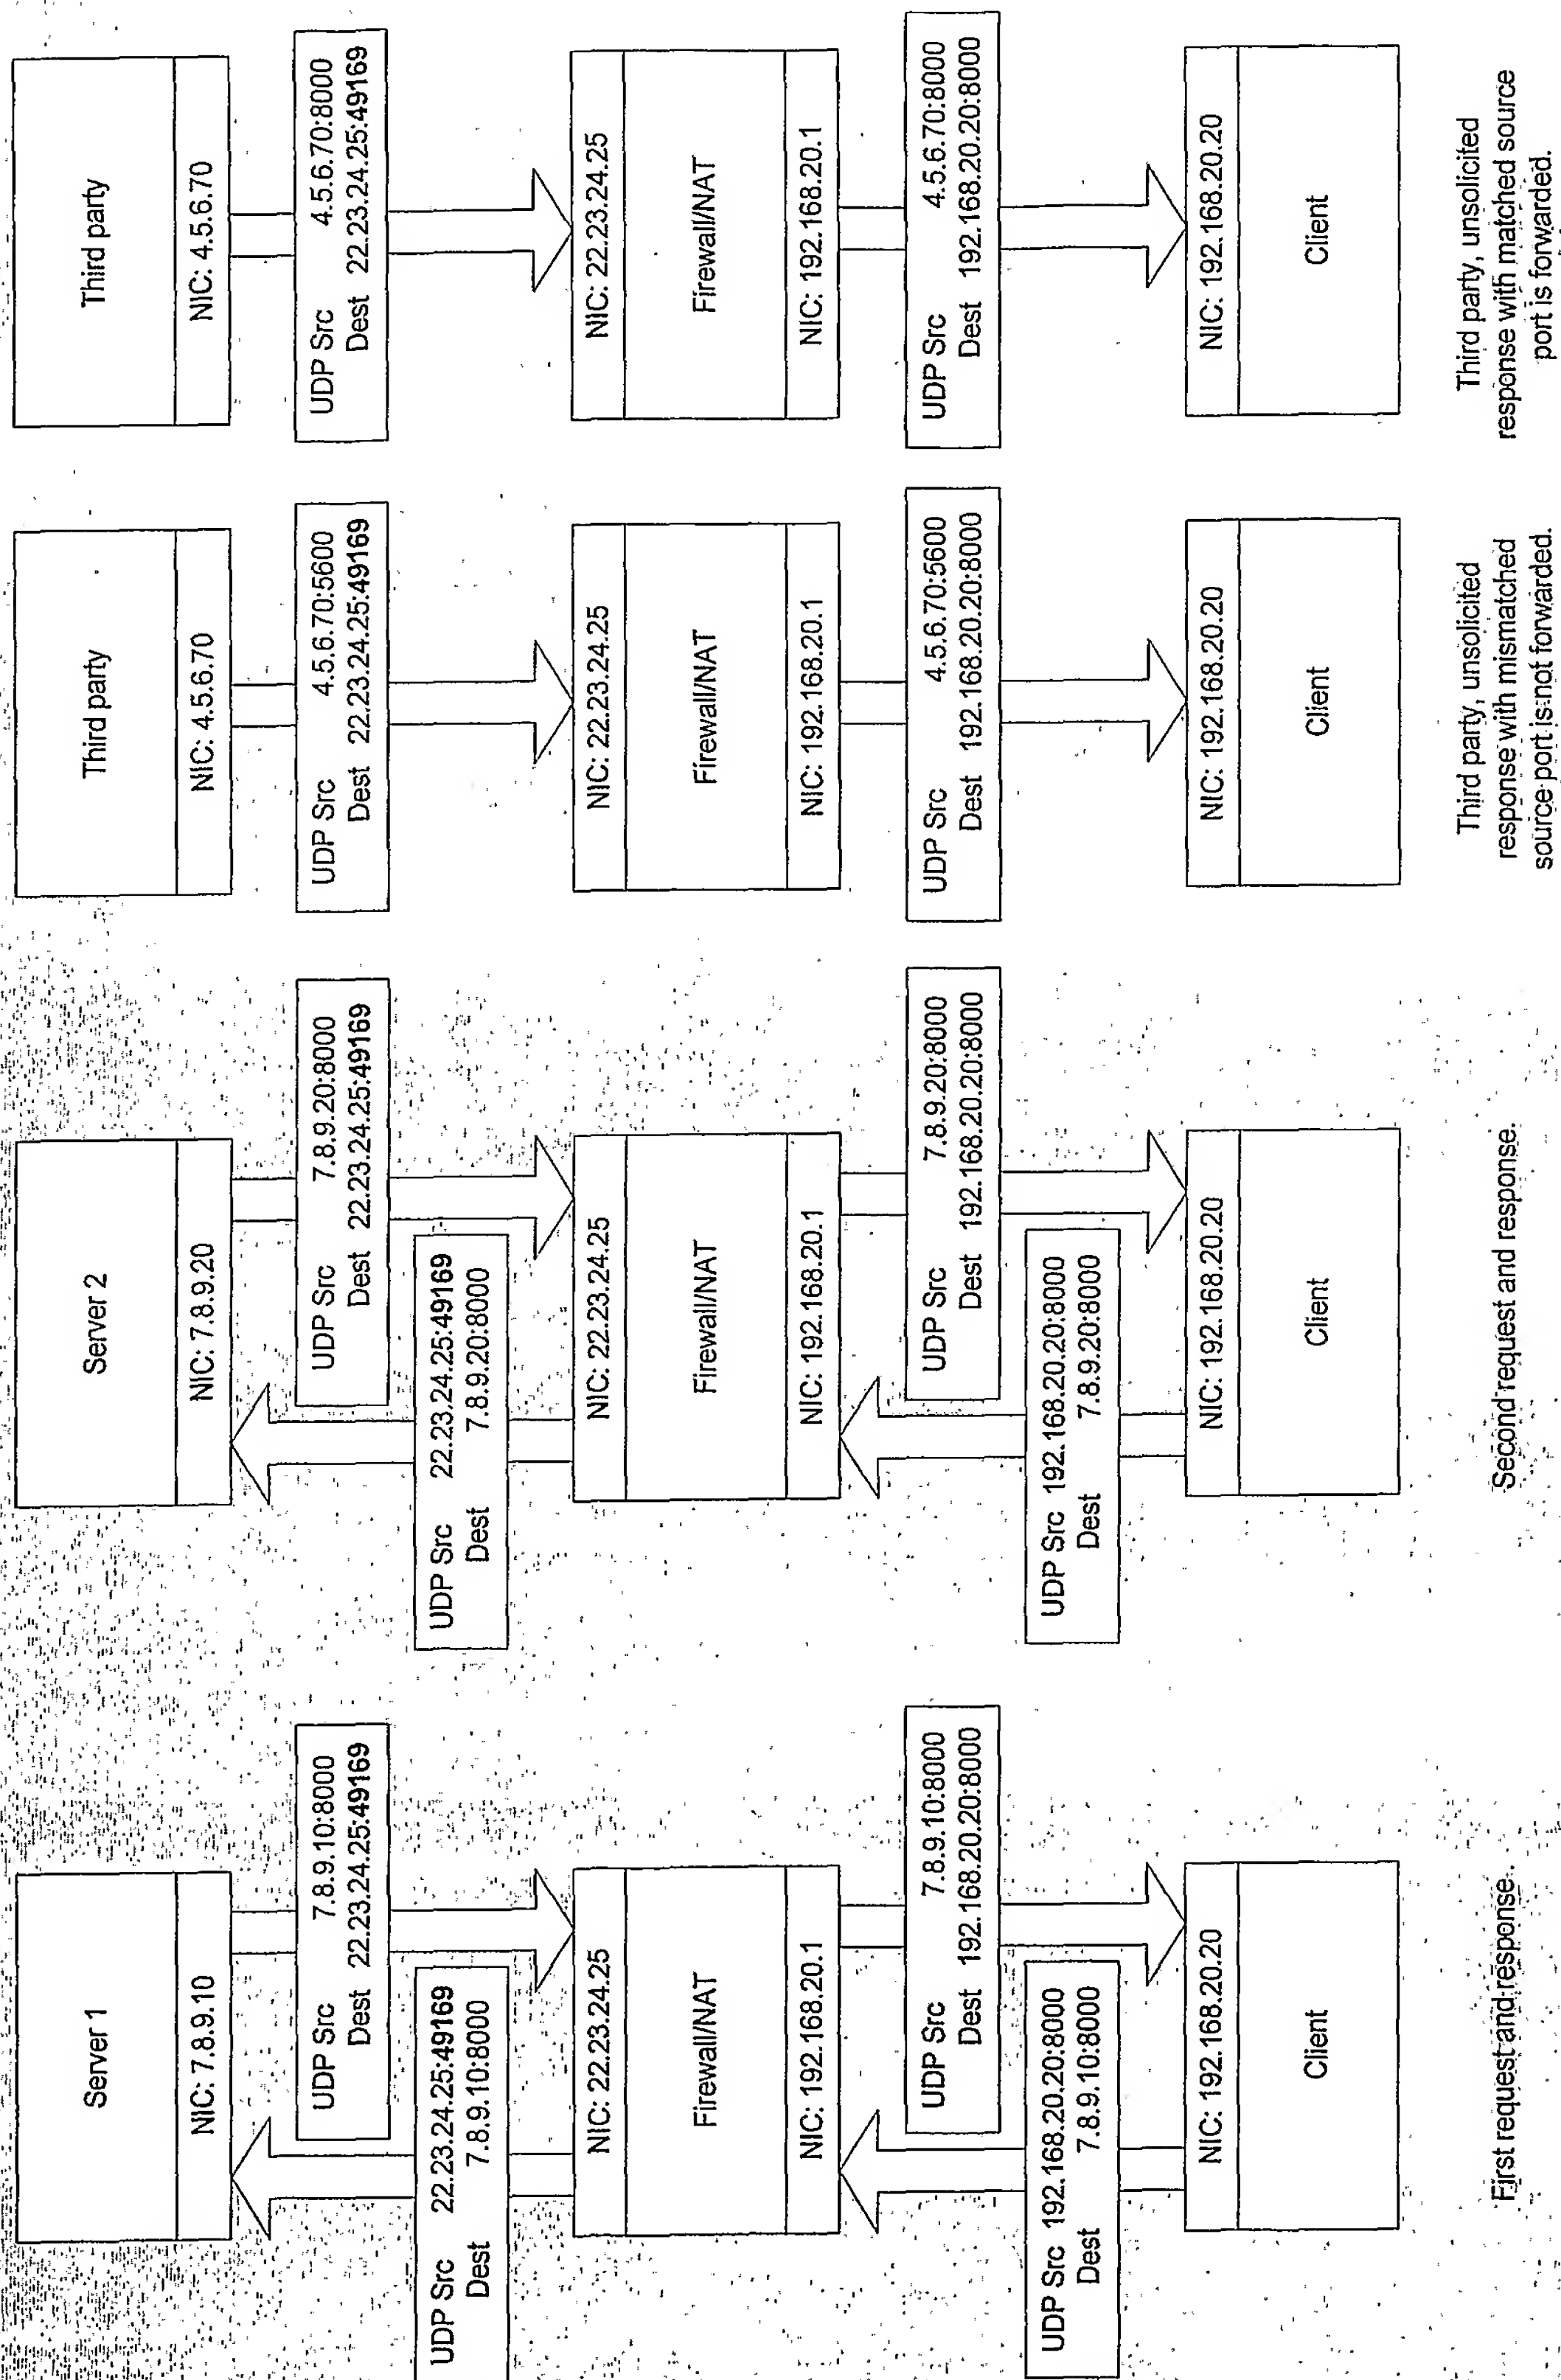 Server 1
NIC: 7.8.9.10
UDP Src 7.8.9.10:8000
Dest 22.23.24.25:49169
UDP Src 22.23.24.25:49169
Dest 7.8.9.10:8000
NIC: 22.23.24.25
Firewall/NAT
NIC: 192.168.20.1
UDP Src 7.8.9.10:8000
Dest 192.168.20.20:8000
UDP Src 192.168.20.20:8000
Dest 7.8.9.10:8000
NIC: 192.168.20.20
Client
First request and response.
Server 2
NIC: 7.8.9.20
UDP Src 7.8.9.20:8000
Dest 22.23.24.25:49169
UDP Src 22.23.24.25:49169
Dest 7.8.9.20:8000
NIC: 22.23.24.25
Firewall/NAT
NIC: 192.168.20.1
UDP Src 7.8.9.20:8000
Dest 192.168.20.20:8000
UDP Src 192.168.20.20:8000
Dest 7.8.9.20:8000
NIC: 192.168.20.20
Client
Second request and response.
Third party
NIC: 4.5.6.70
UDP Src 4.5.6.70:5600
Dest 22.23.24.25:49169
NIC: 22.23.24.25
Firewall/NAT
NIC: 192.168.20.1
UDP Src 4.5.6.70:5600
Dest 192.168.20.20:8000
NIC: 192.168.20.20
Client
Third party, unsolicited
response with mismatched
source port is not forwarded.
Third party
NIC: 4.5.6.70
UDP Src 4.5.6.70:8000
Dest 22.23.24.25:49169
NIC: 22.23.24.25
Firewall/NAT
NIC: 192.168.20.1
UDP Src 4.5.6.70:8000
Dest 192.168.20.20:8000
NIC: 192.168.20.20
Client
Third party, unsolicited
response with matched source
port is forwarded.